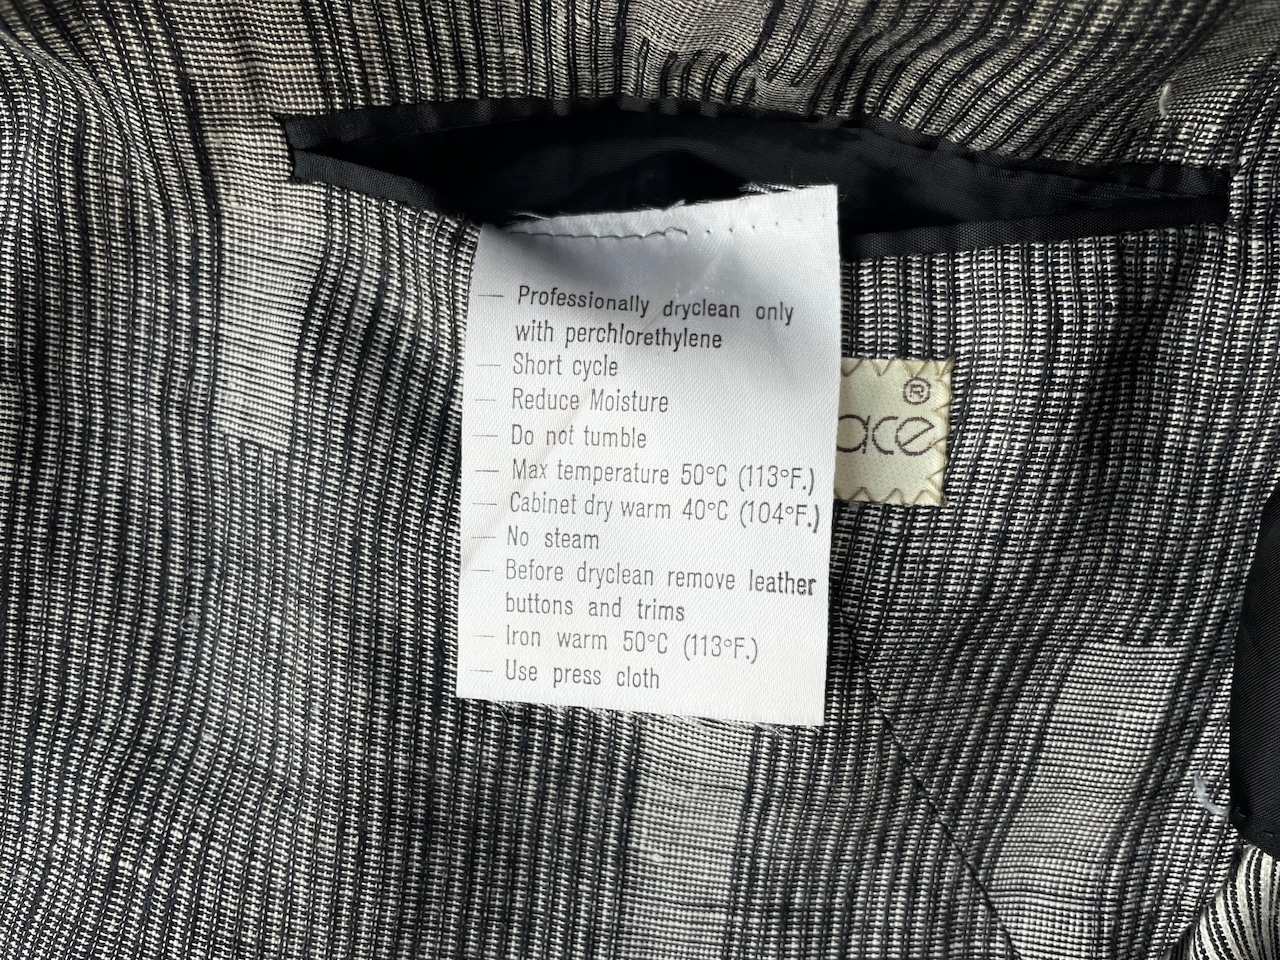 — Professionally dryclean only
with perchlorethylene
— Short cycle
— Reduce Moisture
— Do not tumble
— Max temperature 50°C (113°F.)
— Cabinet dry warm 40°C (104°F.)
— No steam
— Before dryclean remove leather
buttons and trims
— Iron warm 50°C (113°F.)
— Use press cloth
®
ace